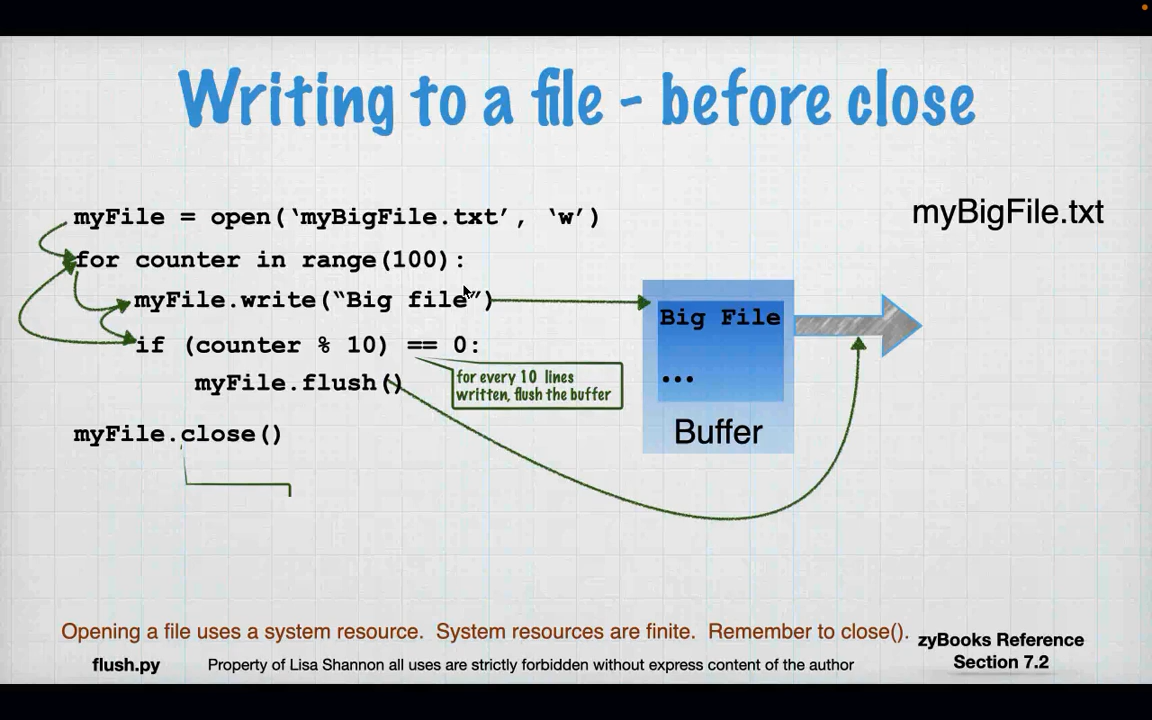 Writing to a file - before close
myBigFile.txt
myFile = open(‘myBigFile.txt’, ‘w’)
for counter in range(100):
myFile.write(“Big file”)
if (counter % 10) == 0:
myFile.flush()
myFile.close()
for every 10 lines
written, flush the buffer
Big File
...
Buffer
Opening a file uses a system resource. System resources are finite. Remember to close().
zyBooks Reference
Section 7.2
flush.py
Property of Lisa Shannon all uses are strictly forbidden without express content of the author